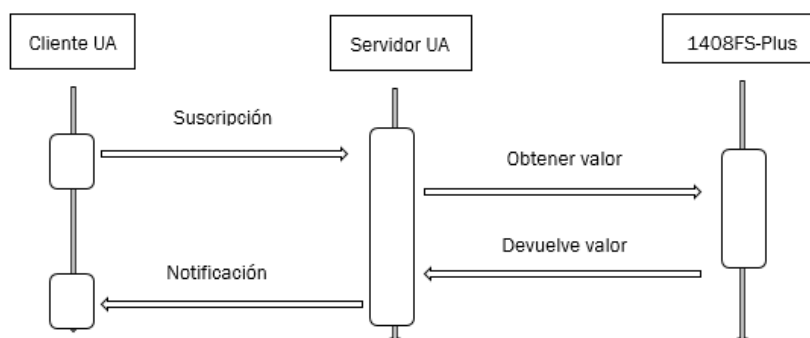 Cliente UA
Servidor UA
1408FS-Plus
Suscripción
Obtener valor
Devuelve valor
Notificación